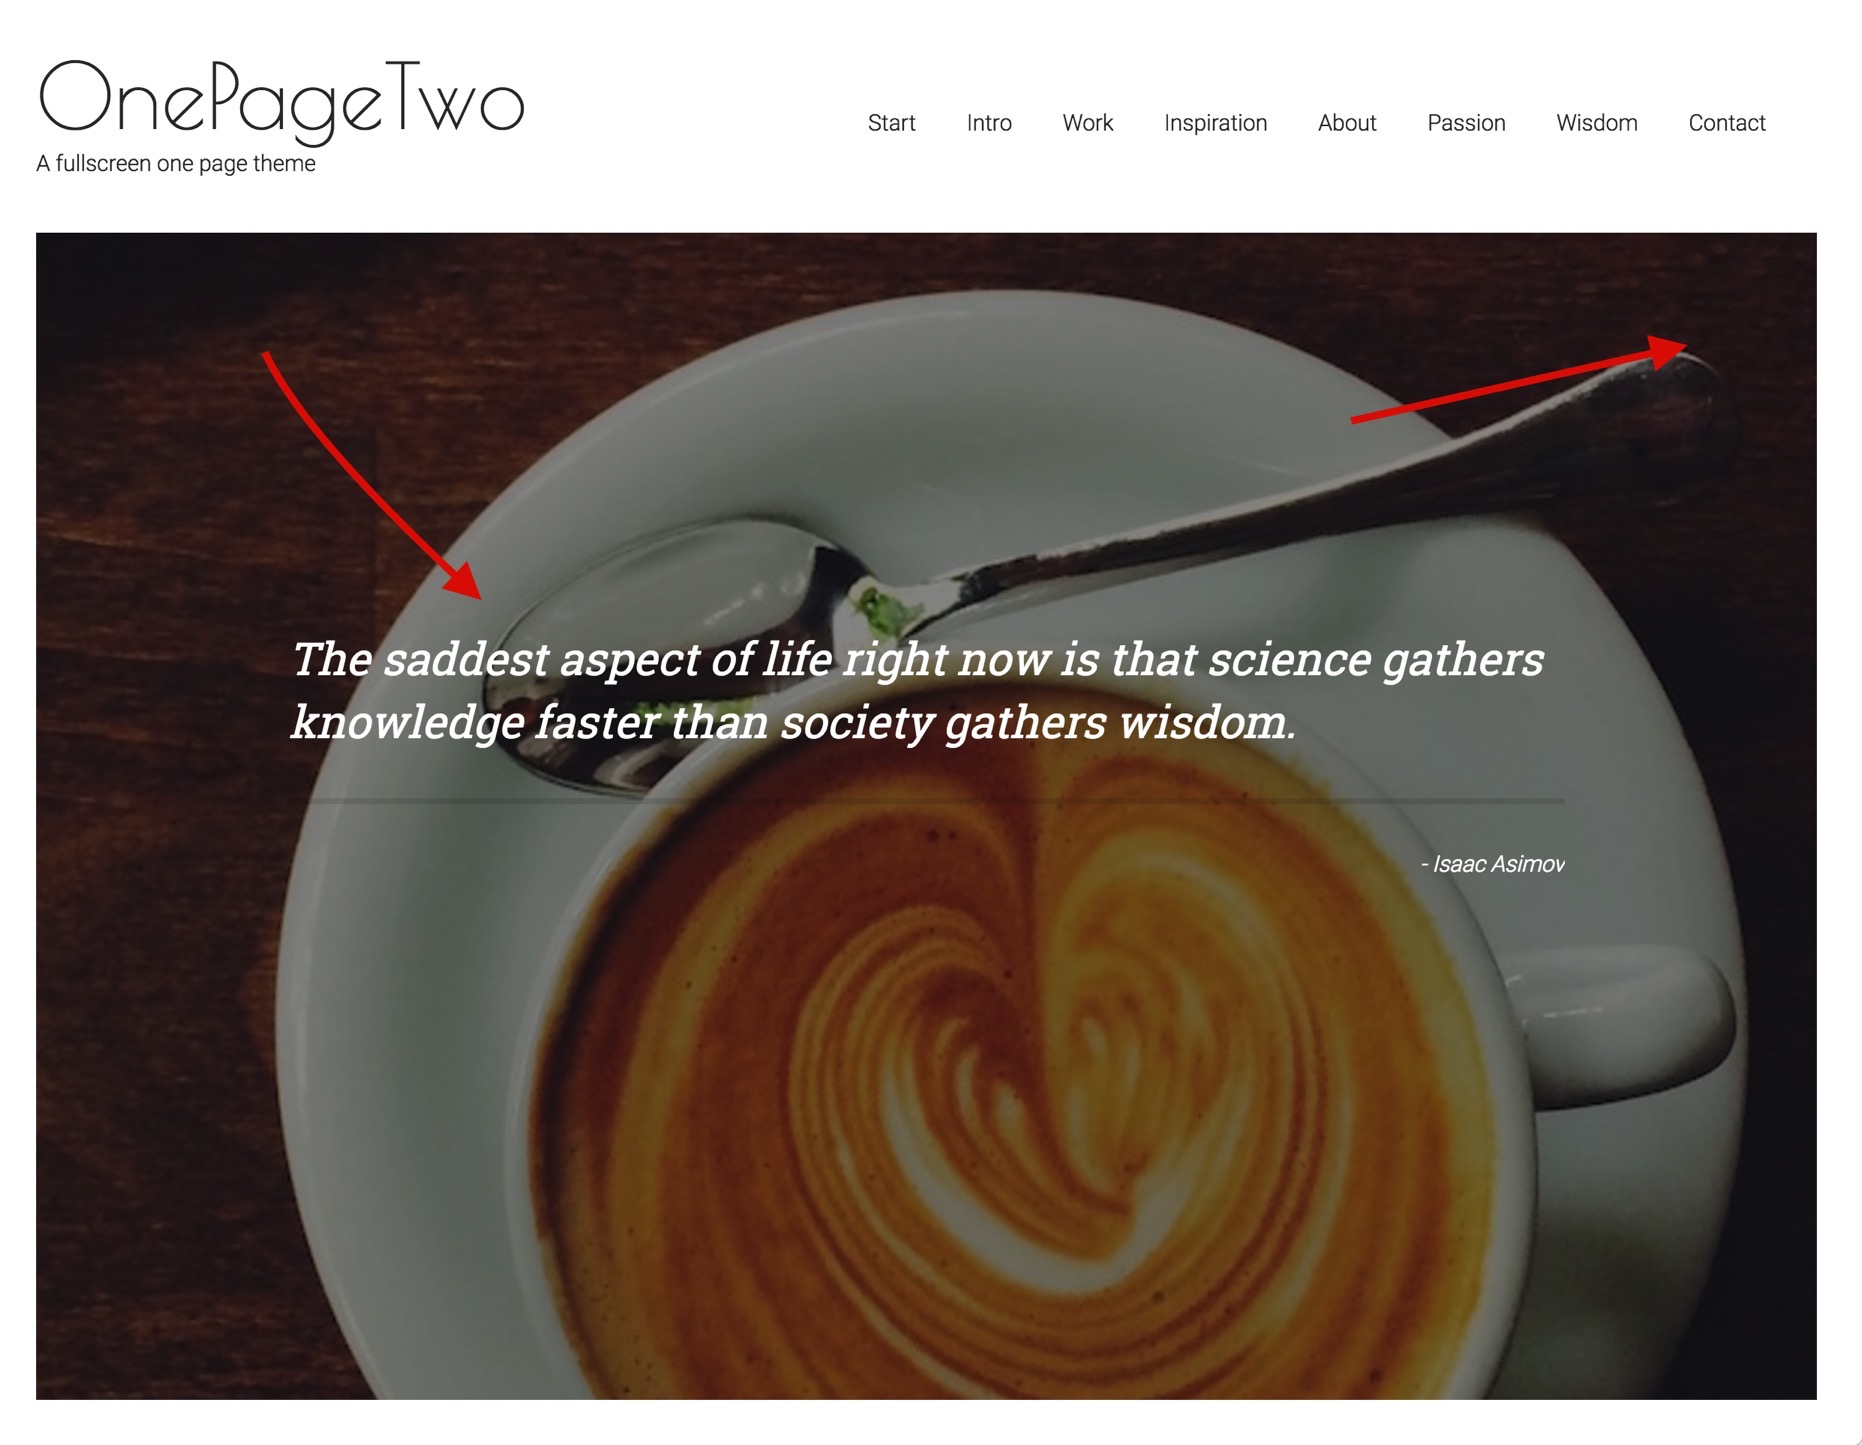 OnePageTwo
A fullscreen one page theme
Start Intro Work Inspiration About Passion Wisdom Contact
The saddest aspect of life right now is that science gathers
knowledge faster than society gathers wisdom.
- Isaac Asimov